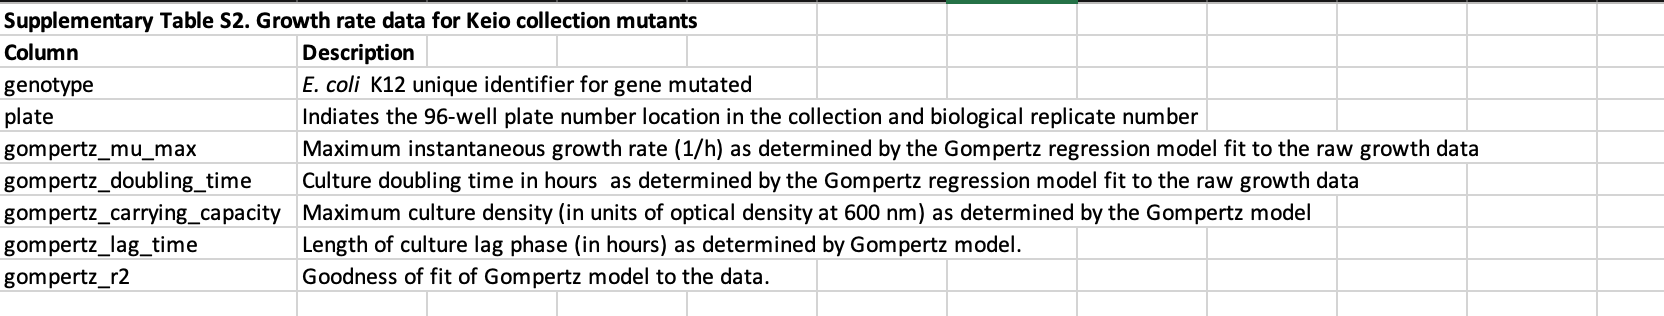 Supplementary Table S2. Growth rate data for Keio collection mutants
Column Description
genotype E. coli K12 unique identifier for gene mutated
plate Indiates the 96-well plate number location in the collection and biological replicate number
gompertz_mu_max Maximum instantaneous growth rate (1/h) as determined by the Gompertz regression model fit to the raw growth data
gompertz_doubling_time Culture doubling time in hours as determined by the Gompertz regression model fit to the raw growth data
gompertz_carrying_capacity Maximum culture density (in units of optical density at 600 nm) as determined by the Gompertz model
gompertz_lag_time Length of culture lag phase (in hours) as determined by Gompertz model.
gompertz_r2 Goodness of fit of Gompertz model to the data.